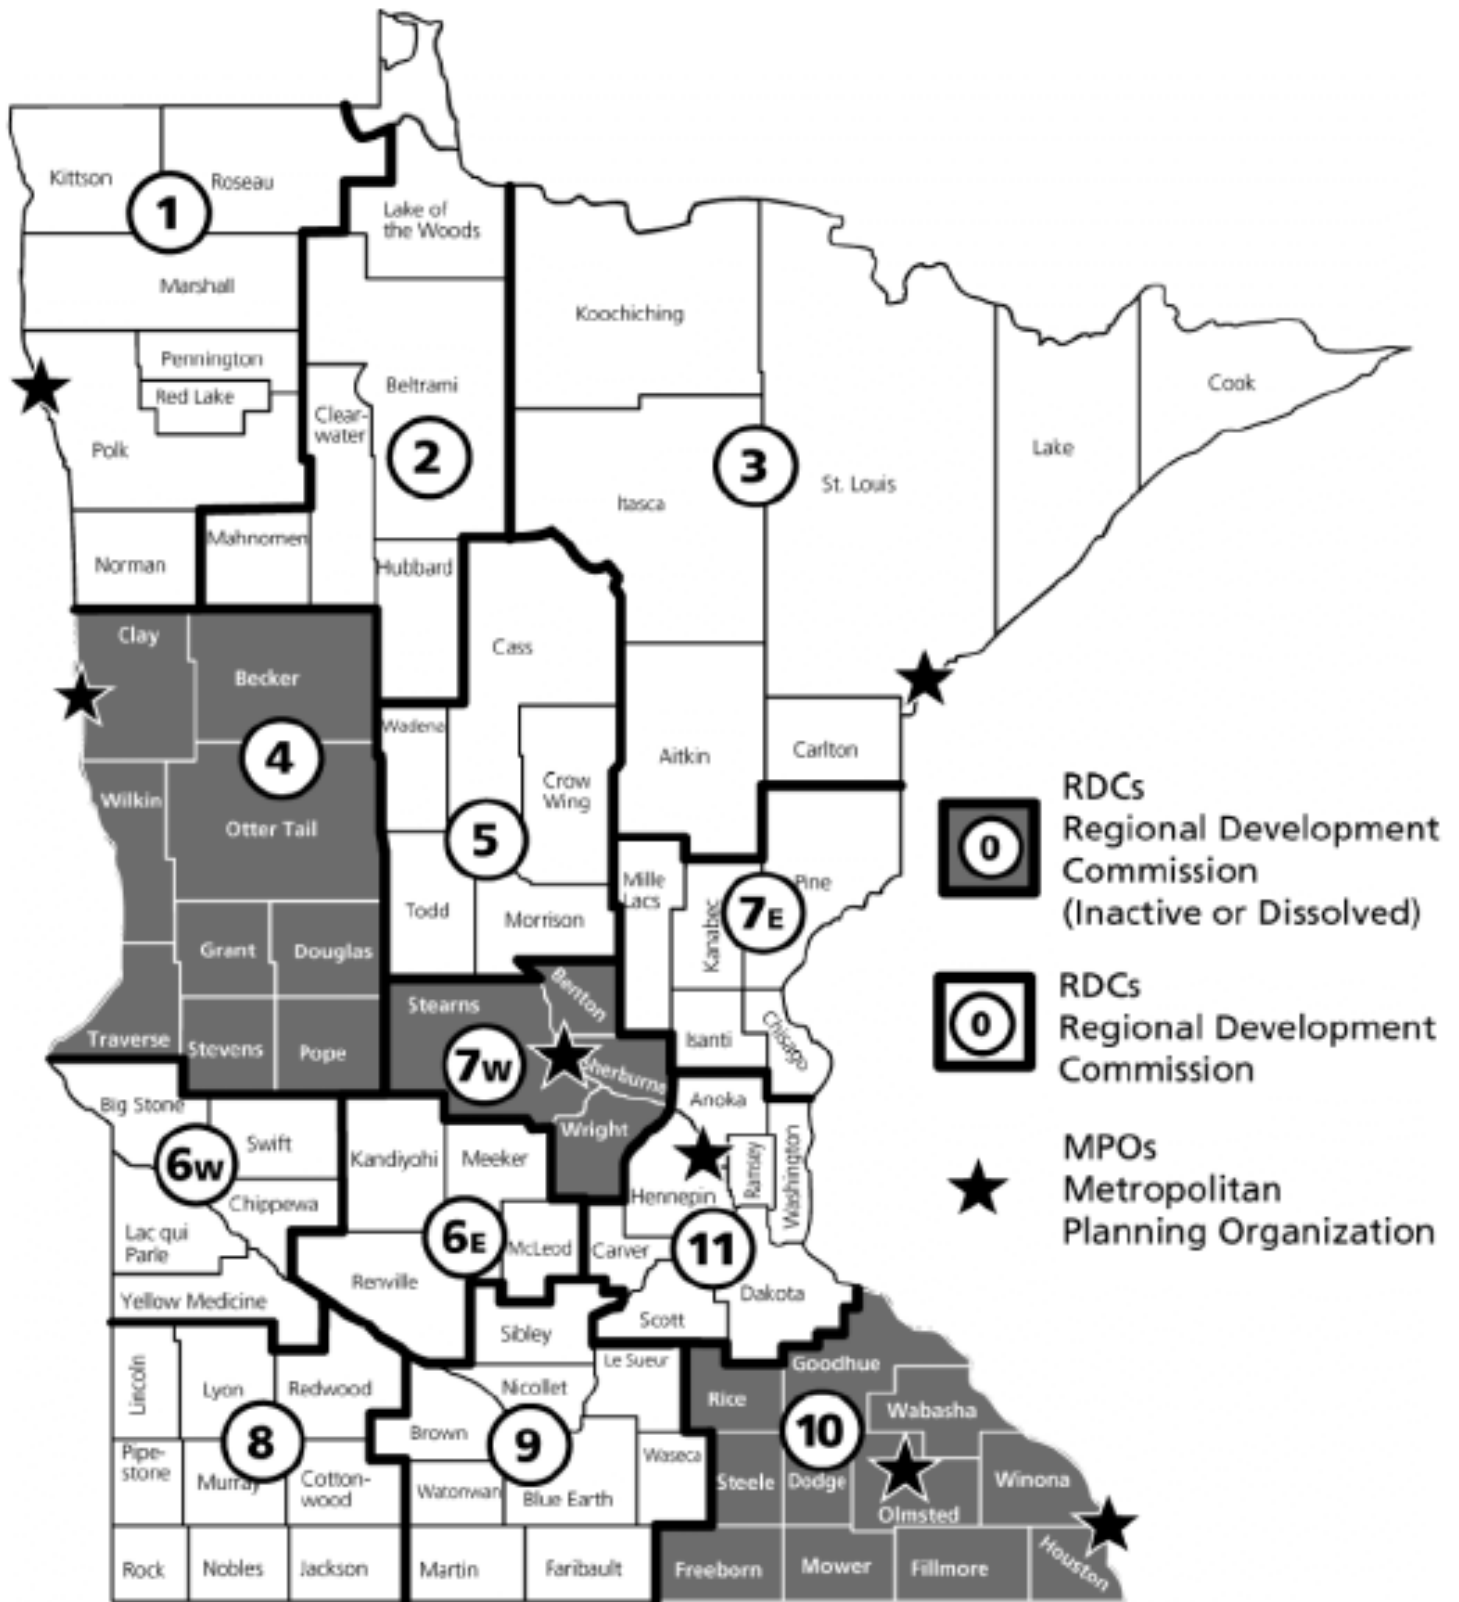 Kittson
Roseau
1
Lake of
the Woods
Marshall
Koochiching
Pennington
Red Lake
Beltrami
Cook
Clear-
water
Polk
2
3
Lake
St. Louis
Itasca
Mahnomen
Norman
Hubbard
Clay
Cass
Becker
Wadena
4
Aitkin
Carlton
Crow
Wing
Wilkin
Otter Tail
5
RDCs
0
Regional Development
Commission
(Inactive or Dissolved)
Mille
Lacs
Pine
Todd
Morrison
Kanabec
7E
Grant
Douglas
Benton
Stearns
RDCs
0
Regional Development
Commission
Traverse
Stevens
Pope
7W
Sherburne
Isanti
Chisago
Big Stone
Anoka
Wright
Swift
6W
Kandiyohi
Meeker
Ramsey
Washington
MPOs
Metropolitan
Planning Organization
Chippewa
Hennepin
Lac qui
Parle
6E
McLeod
Carver
11
Renville
Dakota
Yellow Medicine
Scott
Sibley
Le Sueur
Goodhue
Lincoln
Lyon
Redwood
Nicollet
Rice
Wabasha
8
Brown
9
10
Pipe-
stone
Murray
Cotton-
wood
Watonwan
Blue Earth
Waseca
Steele
Dodge
Olmsted
Winona
Rock
Nobles
Jackson
Martin
Faribault
Freeborn
Mower
Fillmore
Houston